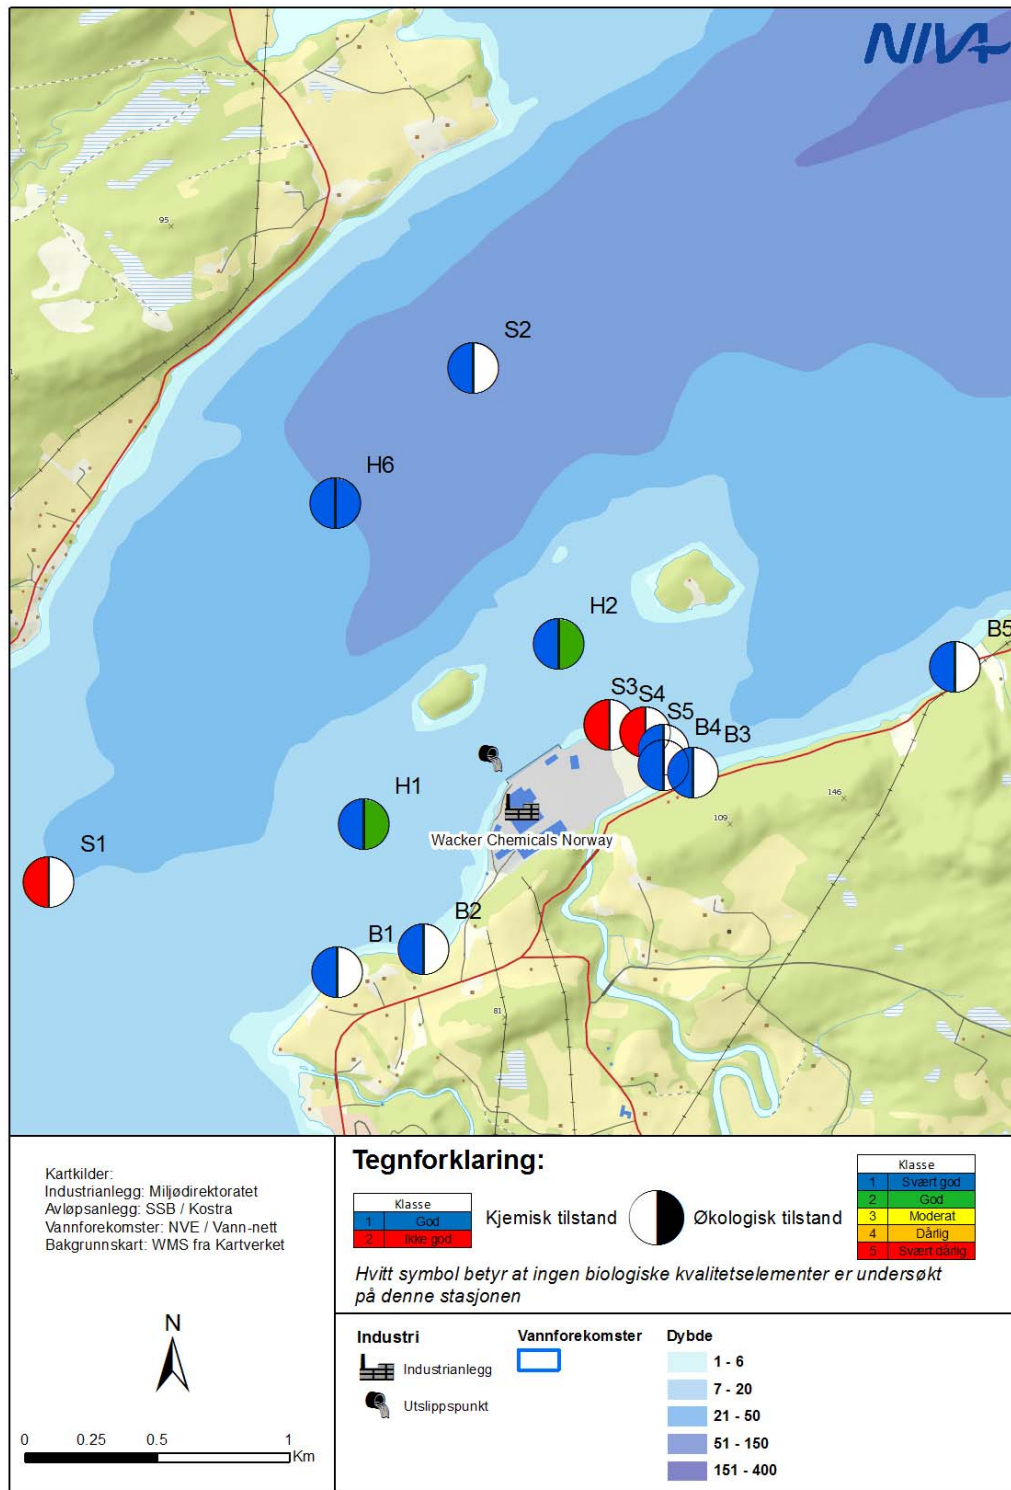 NIVA
95
S2
H6
H2
B5
S3
S4
S5
B4
B3
H1
146
109
Wacker Chemicals Norway
S1
B2
B1
81
Kartkilder:
Industrianlegg: Miljødirektoratet
Avløpsanlegg: SSB / Kostra
Vannforekomster: NVE / Vann-nett
Bakgrunnskart: WMS fra Kartverket
N
0 0.25 0.5 1
Km
Tegnforklaring:
Klasse
1 God
2 Ikke god
Kjemisk tilstand
Økologisk tilstand
Klasse
1 Svært god
2 God
3 Moderat
4 Dårlig
5 Svært dårlig
Hvitt symbol betyr at ingen biologiske kvalitetselementer er undersøkt
på denne stasjonen
Industri
Industrianlegg
Utslippspunkt
Vannforekomster
Dybde
1 - 6
7 - 20
21 - 50
51 - 150
151 - 400